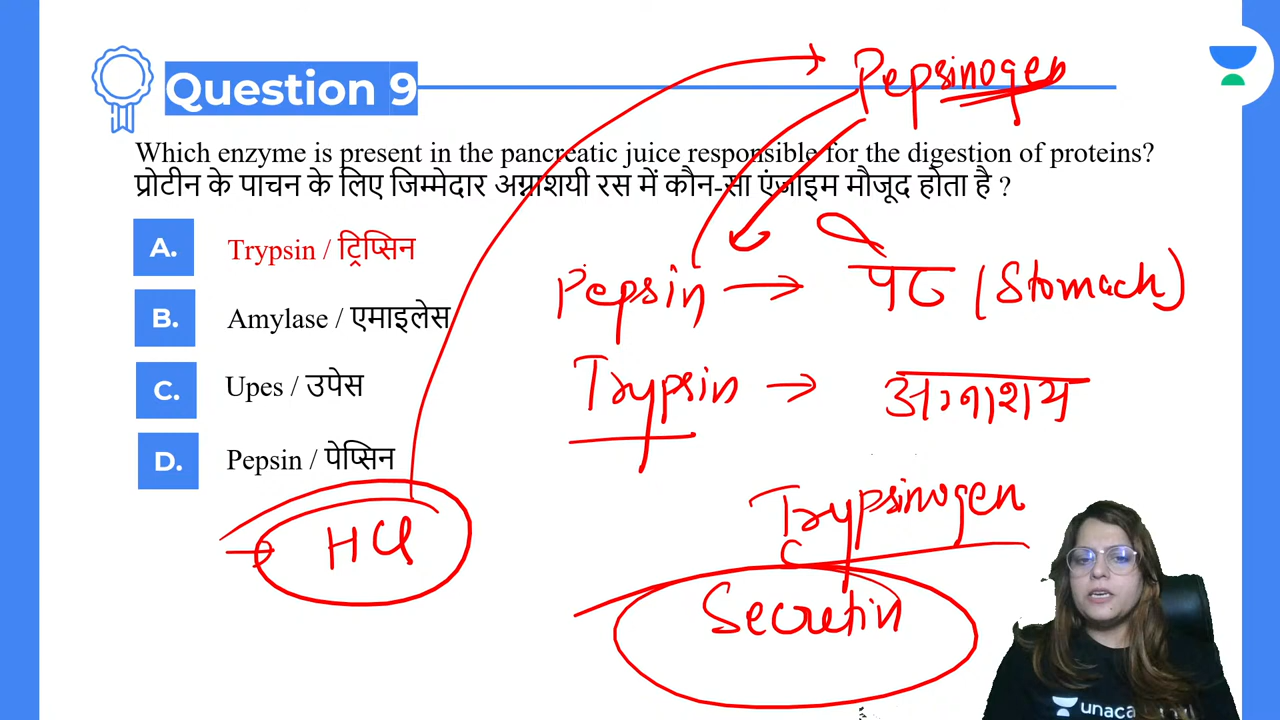 Question 9
Pepsinogen
Which enzyme is present in the pancreatic juice responsible for the digestion of proteins?
प्रोटीन के पाचन के लिए जिम्मेदार अग्नाशयी रस में कौन-सा एंजाइम मौजूद होता है ?
A. Trypsin / ट्रिप्सिन
Pepsin → पेट (Stomach)
B. Amylase / एमाइलेस
C. Upes / उपेस
Trypsin → अग्नाशय
D. Pepsin / पेप्सिन
HCl
Trypsinogen
Secretin
unaca